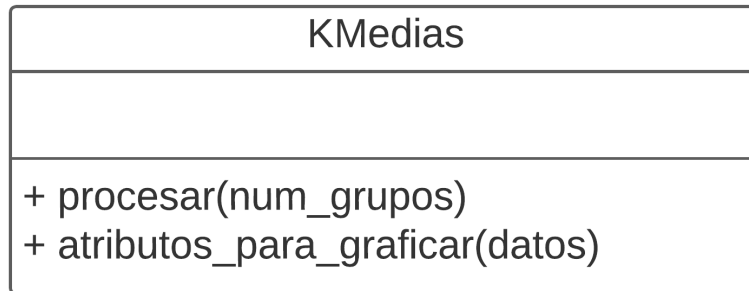 KMedias
+ procesar(num_grupos)
+ atributos_para_graficar(datos)